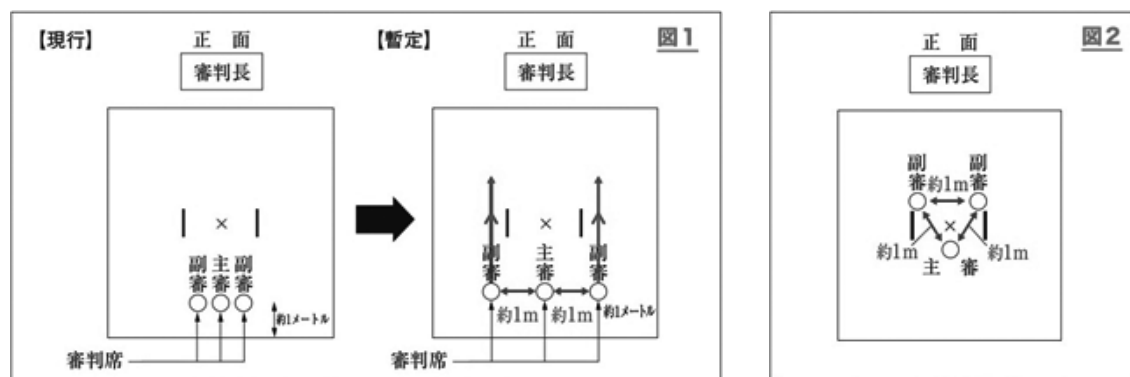 【現行】
正 面
審判長
×
副審
主審
副審
約1メートル
審判席
【暫定】
正 面
図1
審判長
×
副審
主審
副審
約1m
約1m
約1メートル
審判席
図2
正 面
審判長
副審
副審
約1m
×
約1m
約1m
主 審